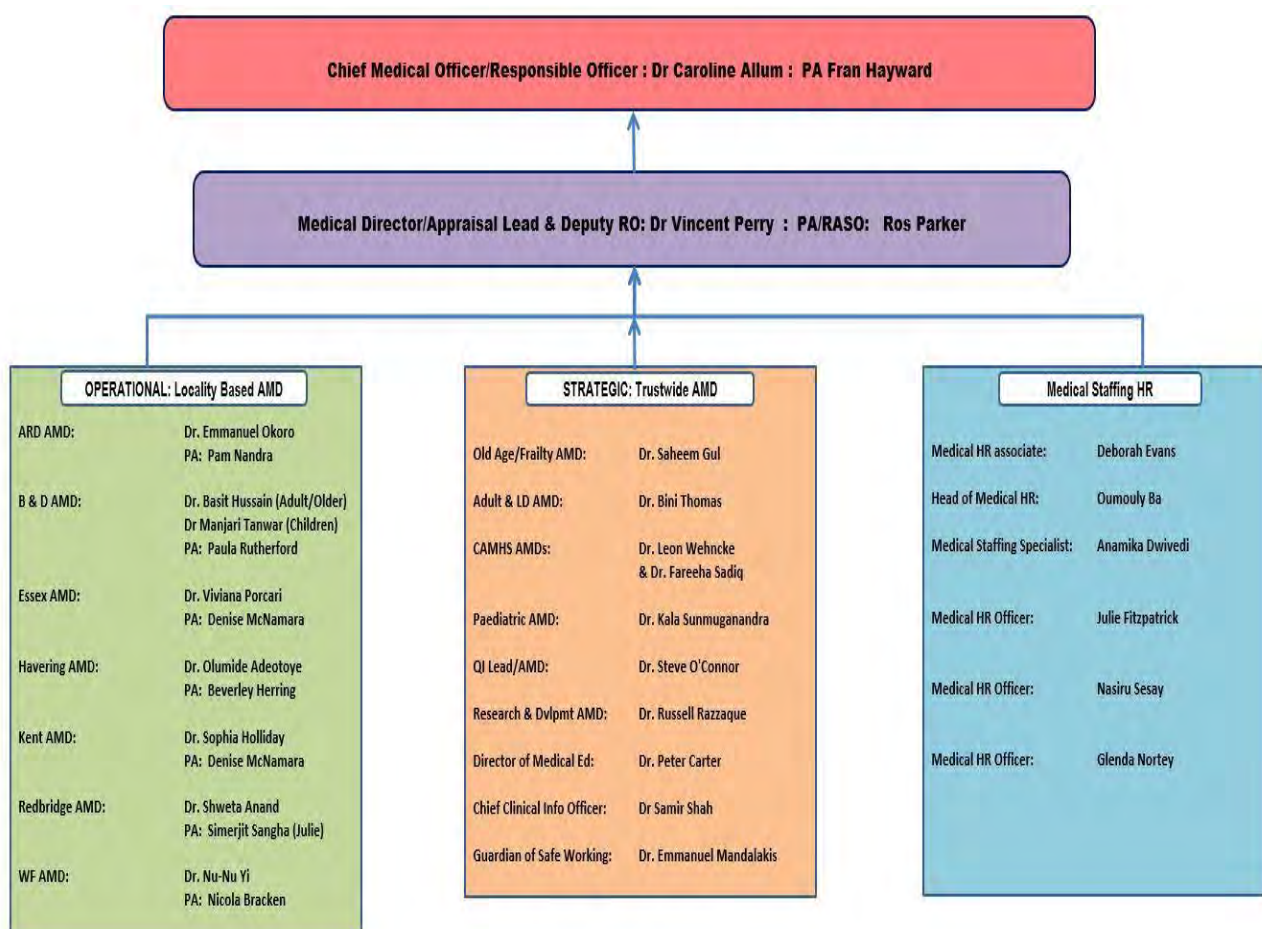 Chief Medical Officer/Responsible Officer : Dr Caroline Allum : PA Fran Hayward
Medical Director/Appraisal Lead & Deputy RO: Dr Vincent Perry : PA/RASO: Ros Parker
OPERATIONAL: Locality Based AMD
ARD AMD: Dr. Emmanuel Okoro
PA: Pam Nandra
B & D AMD: Dr. Basit Hussain (Adult/Older)
Dr Manjari Tanwar (Children)
PA: Paula Rutherford
Essex AMD: Dr. Viviana Porcari
PA: Denise McNamara
Havering AMD: Dr. Olumide Adeotoye
PA: Beverley Herring
Kent AMD: Dr. Sophia Holliday
PA: Denise McNamara
Redbridge AMD: Dr. Shweta Anand
PA: Simerjit Sangha (Julie)
WF AMD: Dr. Nu-Nu Yi
PA: Nicola Bracken
STRATEGIC: Trustwide AMD
Old Age/Frailty AMD: Dr. Saheem Gul
Adult & LD AMD: Dr. Bini Thomas
CAMHS AMDs: Dr. Leon Wehncke
& Dr. Fareeha Sadiq
Paediatric AMD: Dr. Kala Sunmuganandra
QI Lead/AMD: Dr. Steve O'Connor
Research & Dvlpmt AMD: Dr. Russell Razzaque
Director of Medical Ed: Dr. Peter Carter
Chief Clinical Info Officer: Dr Samir Shah
Guardian of Safe Working: Dr. Emmanuel Mandalakis
Medical Staffing HR
Medical HR associate: Deborah Evans
Head of Medical HR: Oumouly Ba
Medical Staffing Specialist: Anamika Dwivedi
Medical HR Officer: Julie Fitzpatrick
Medical HR Officer: Nasiru Sesay
Medical HR Officer: Glenda Nortey